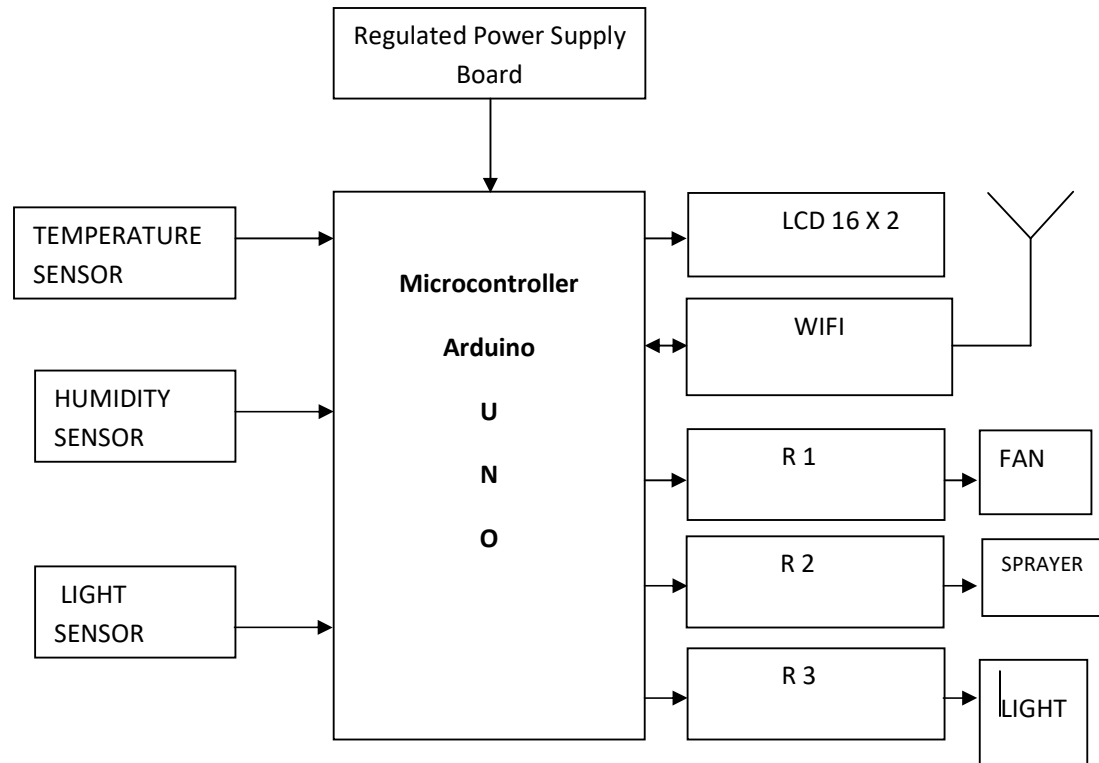 Regulated Power Supply
Board
TEMPERATURE
SENSOR
HUMIDITY
SENSOR
LIGHT
SENSOR
Microcontroller
Arduino
U
N
O
LCD 16 X 2
WIFI
R 1
FAN
R 2
SPRAYER
R 3
LIGHT